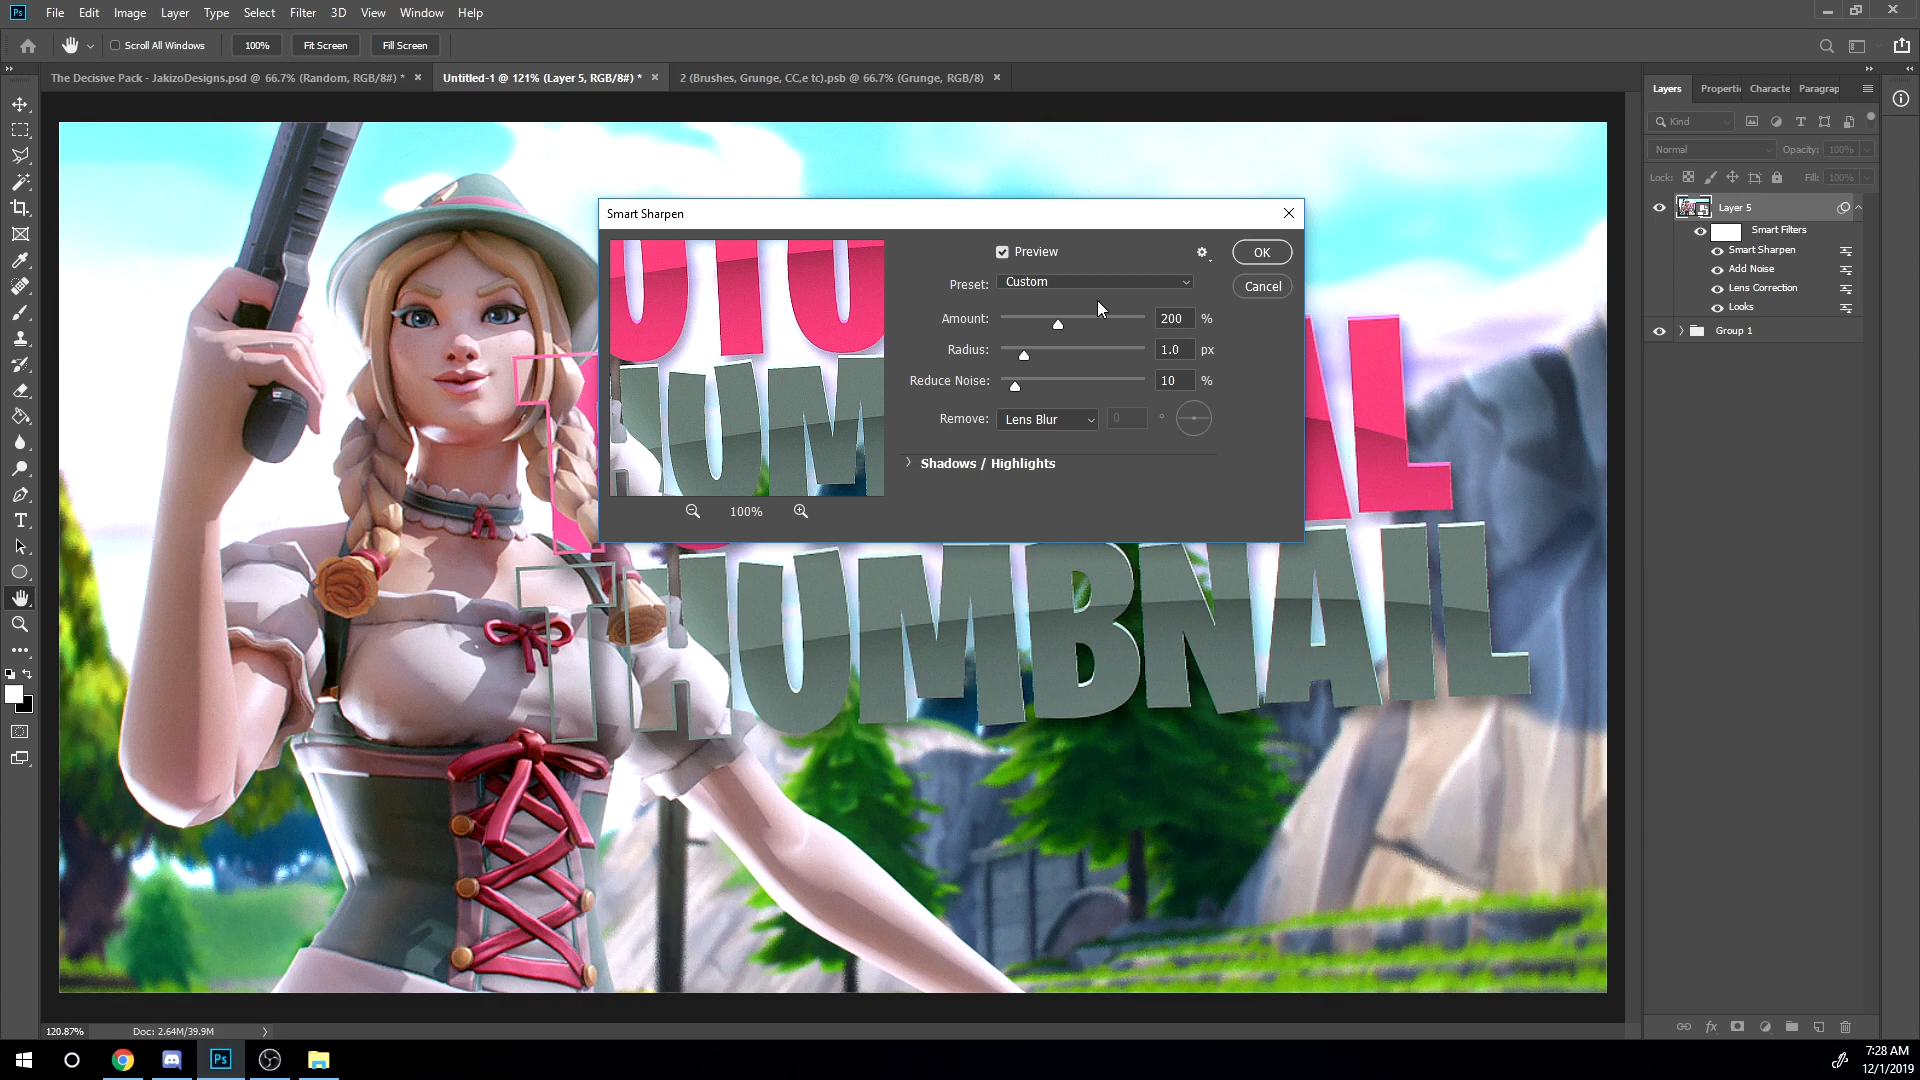 Ps File Edit Image Layer Type Select Filter 3D View Window Help
Scroll All Windows 100% Fit Screen Fill Screen
The Decisive Pack - JakizoDesigns.psd @ 66.7% (Random, RGB/8#) * Untitled-1 @ 121% (Layer 5, RGB/8#) * 2 (Brushes, Grunge, CC,e tc).psb @ 66.7% (Grunge, RGB/8)
Layers Properti Characte Paragrap
Kind
Normal Opacity: 100%
Lock: Fill: 100%
Layer 5
Smart Filters
Smart Sharpen
Add Noise
Lens Correction
Looks
Group 1
Smart Sharpen
Preview OK
Preset: Custom Cancel
Amount: 200 %
Radius: 1.0 px
Reduce Noise: 10 %
Remove: Lens Blur 0 °
Shadows / Highlights
100%
THUMBNAIL
120.87% Doc: 2.64M/39.9M
Ps
7:28 AM
12/1/2019